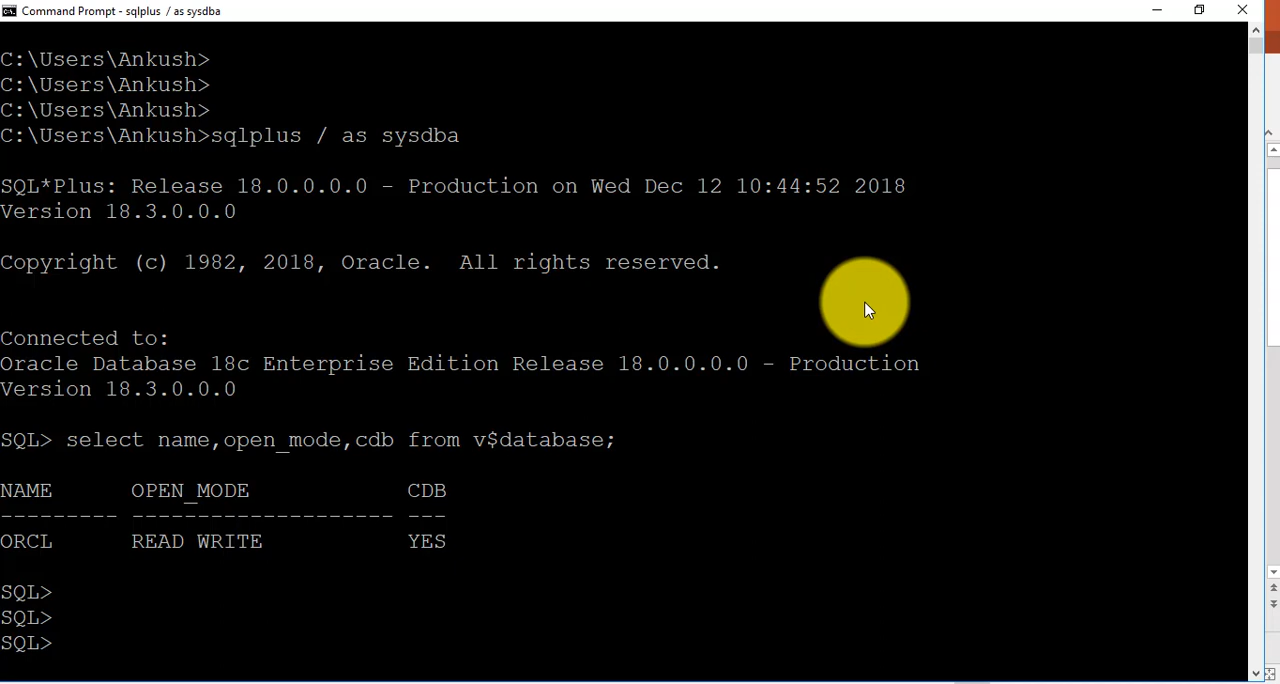 Command Prompt - sqlplus / as sysdba
C:\Users\Ankush>
C:\Users\Ankush>
C:\Users\Ankush>
C:\Users\Ankush>sqlplus / as sysdba
SQL*Plus: Release 18.0.0.0.0 - Production on Wed Dec 12 10:44:52 2018
Version 18.3.0.0.0
Copyright (c) 1982, 2018, Oracle.  All rights reserved.
Connected to:
Oracle Database 18c Enterprise Edition Release 18.0.0.0.0 - Production
Version 18.3.0.0.0
SQL> select name,open_mode,cdb from v$database;
NAME      OPEN_MODE            CDB
--------- -------------------- ---
ORCL      READ WRITE           YES
SQL>
SQL>
SQL>